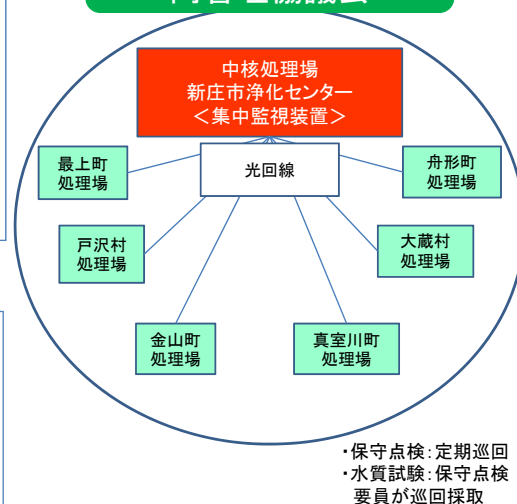 協議会
中核処理場
新庄市浄化センター
＜集中監視装置＞
光回線
最上町
処理場
舟形町
処理場
戸沢村
処理場
大蔵村
処理場
金山町
処理場
真室川町
処理場
・保守点検：定期巡回
・水質試験：保守点検
要員が巡回採取